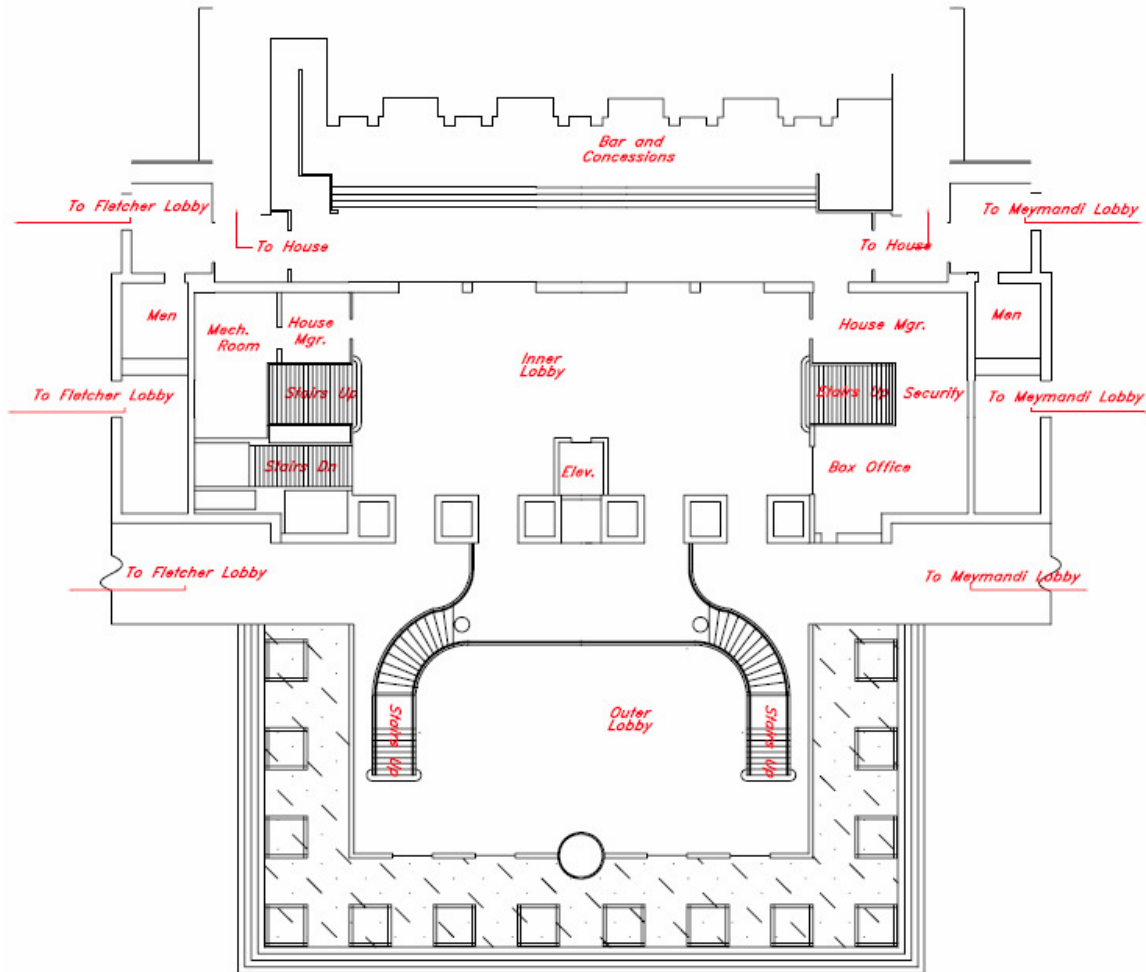 Bar and
Concessions
To Fletcher Lobby
To Meymandi Lobby
To House
To House
Men
Mech.
Room
House
Mgr.
House Mgr.
Men
Inner
Lobby
To Fletcher Lobby
Stairs Up
Stairs Up
Security
To Meymandi Lobby
Stairs Dn
Elev.
Box Office
To Fletcher Lobby
To Meymandi Lobby
Stairs Up
Outer
Lobby
Stairs Up